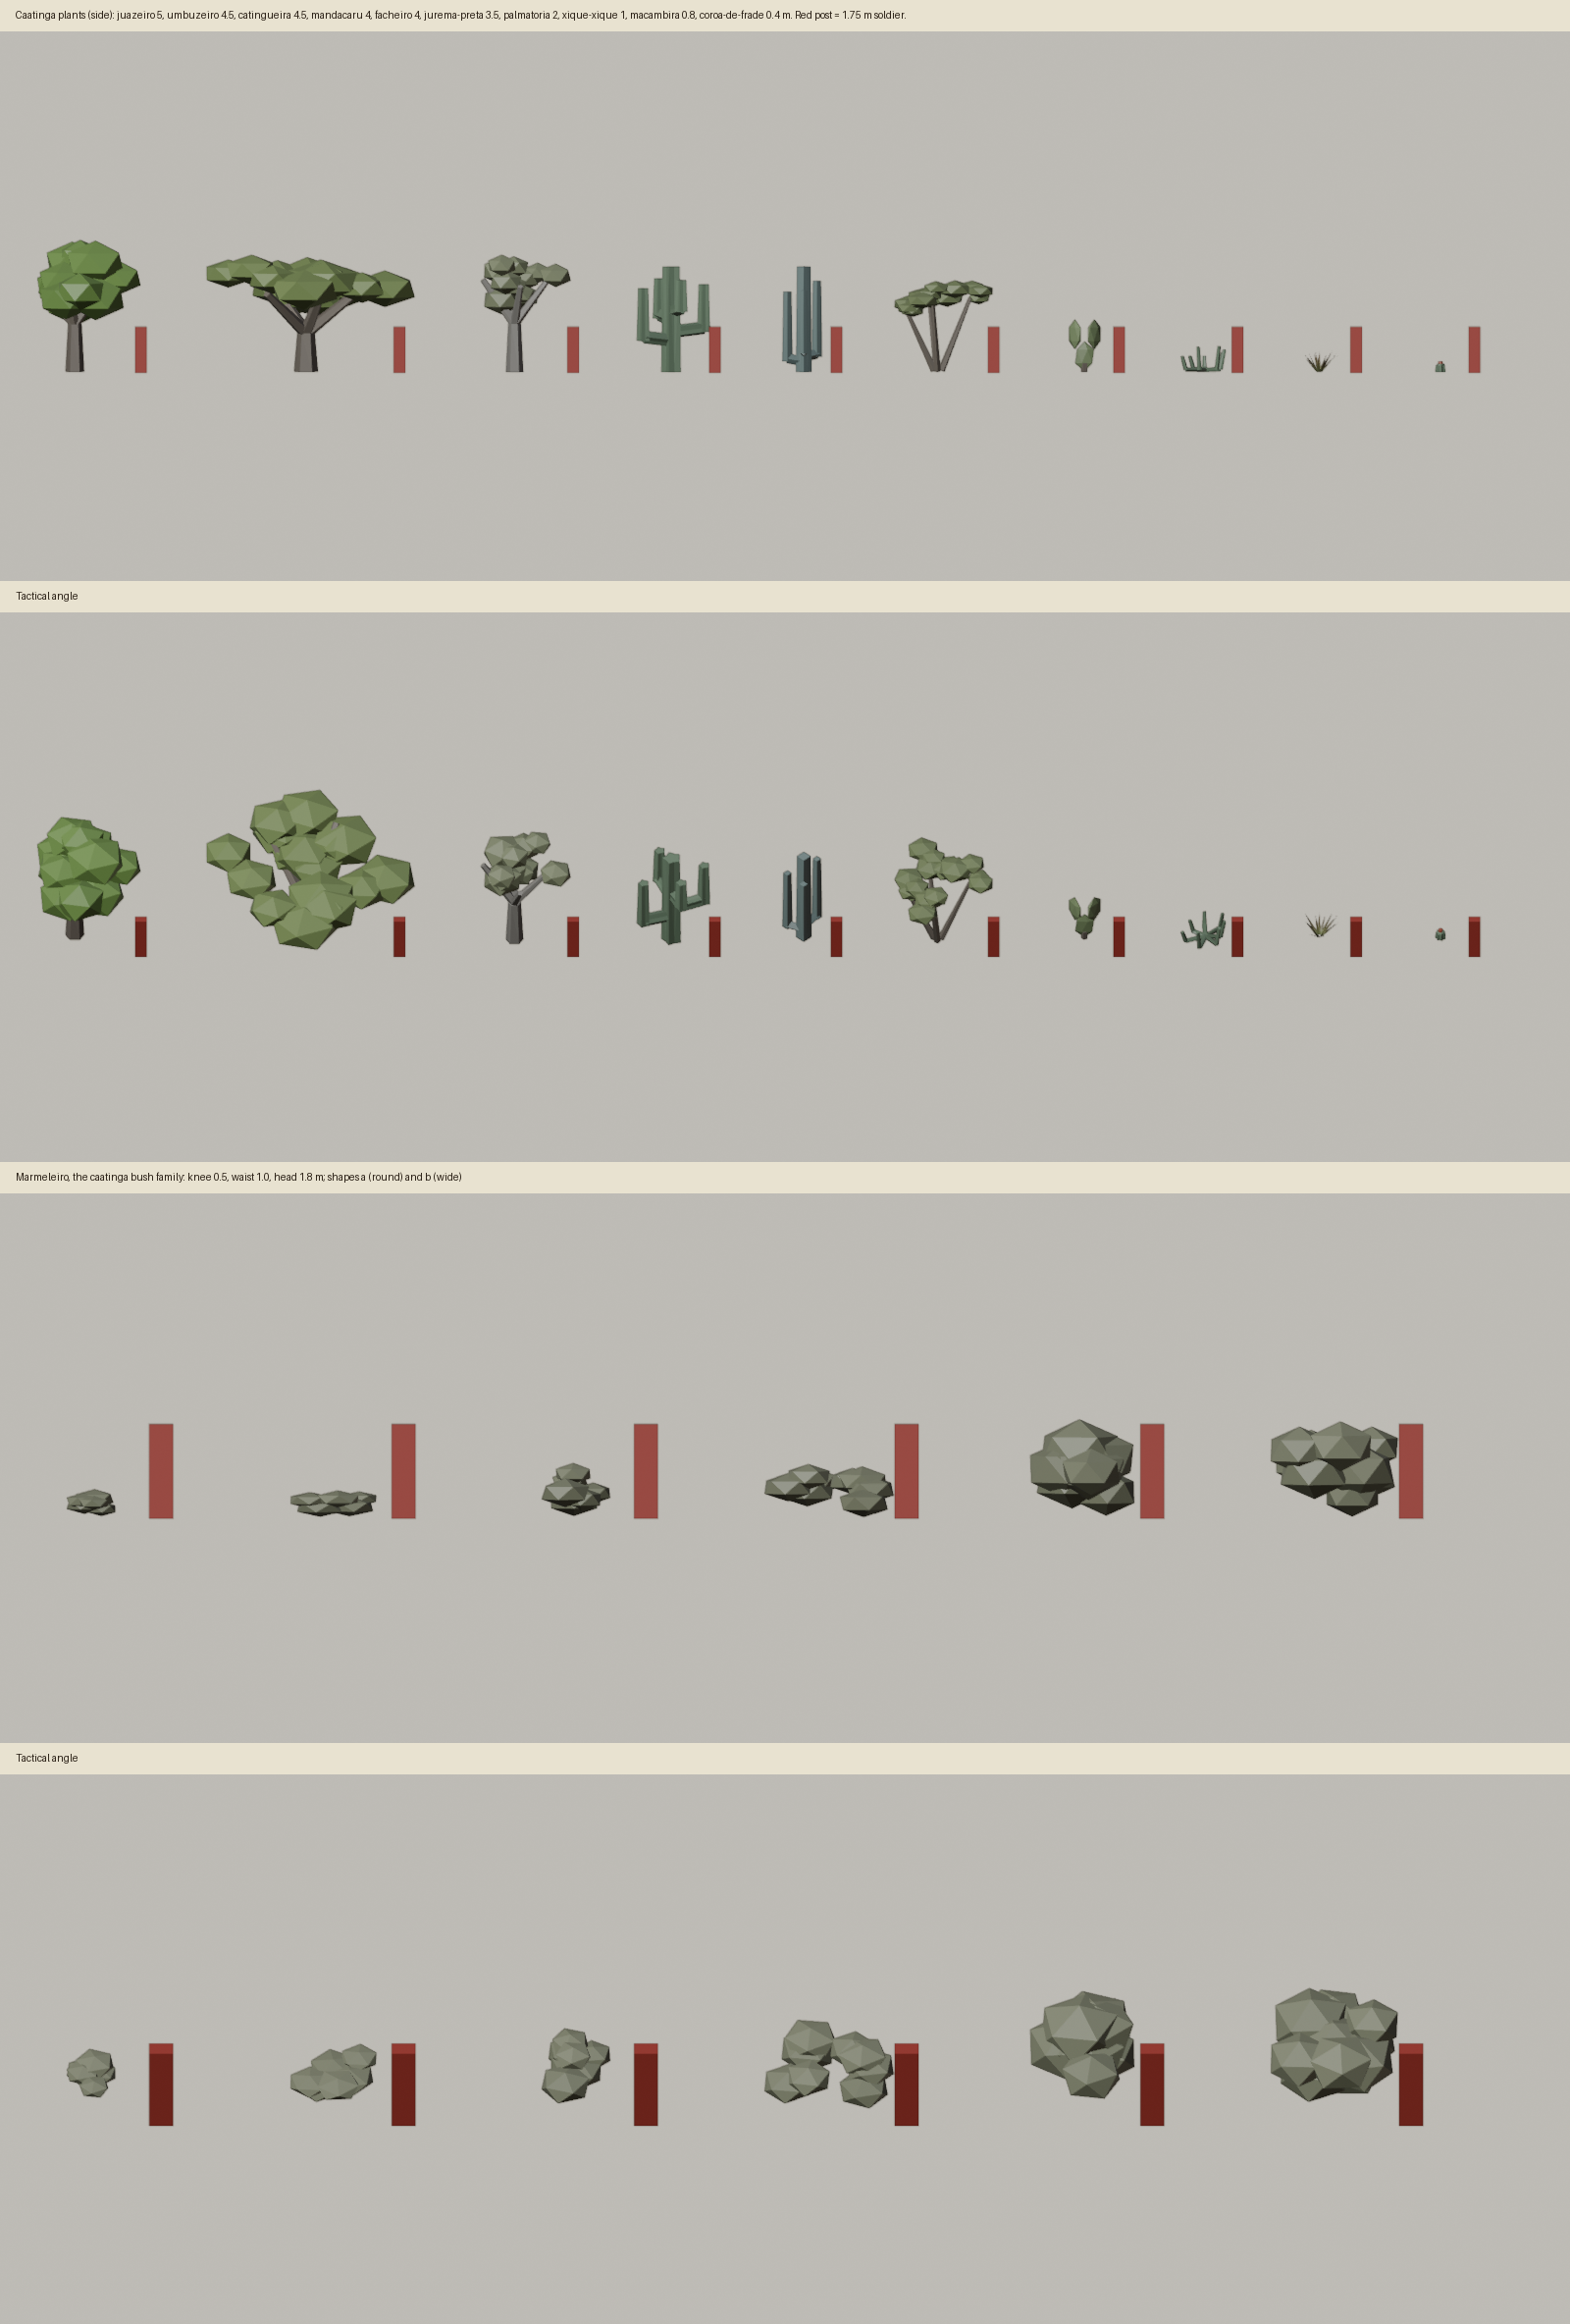 Caatinga plants (side): juazeiro 5, umbuzeiro 4.5, catingueira 4.5, mandacaru 4, facheiro 4, jurema-preta 3.5, palmatoria 2, xique-xique 1, macambira 0.8, coroa-de-frade 0.4 m. Red post = 1.75 m soldier.
Tactical angle
Marmeleiro, the caatinga bush family: knee 0.5, waist 1.0, head 1.8 m; shapes a (round) and b (wide)
Tactical angle